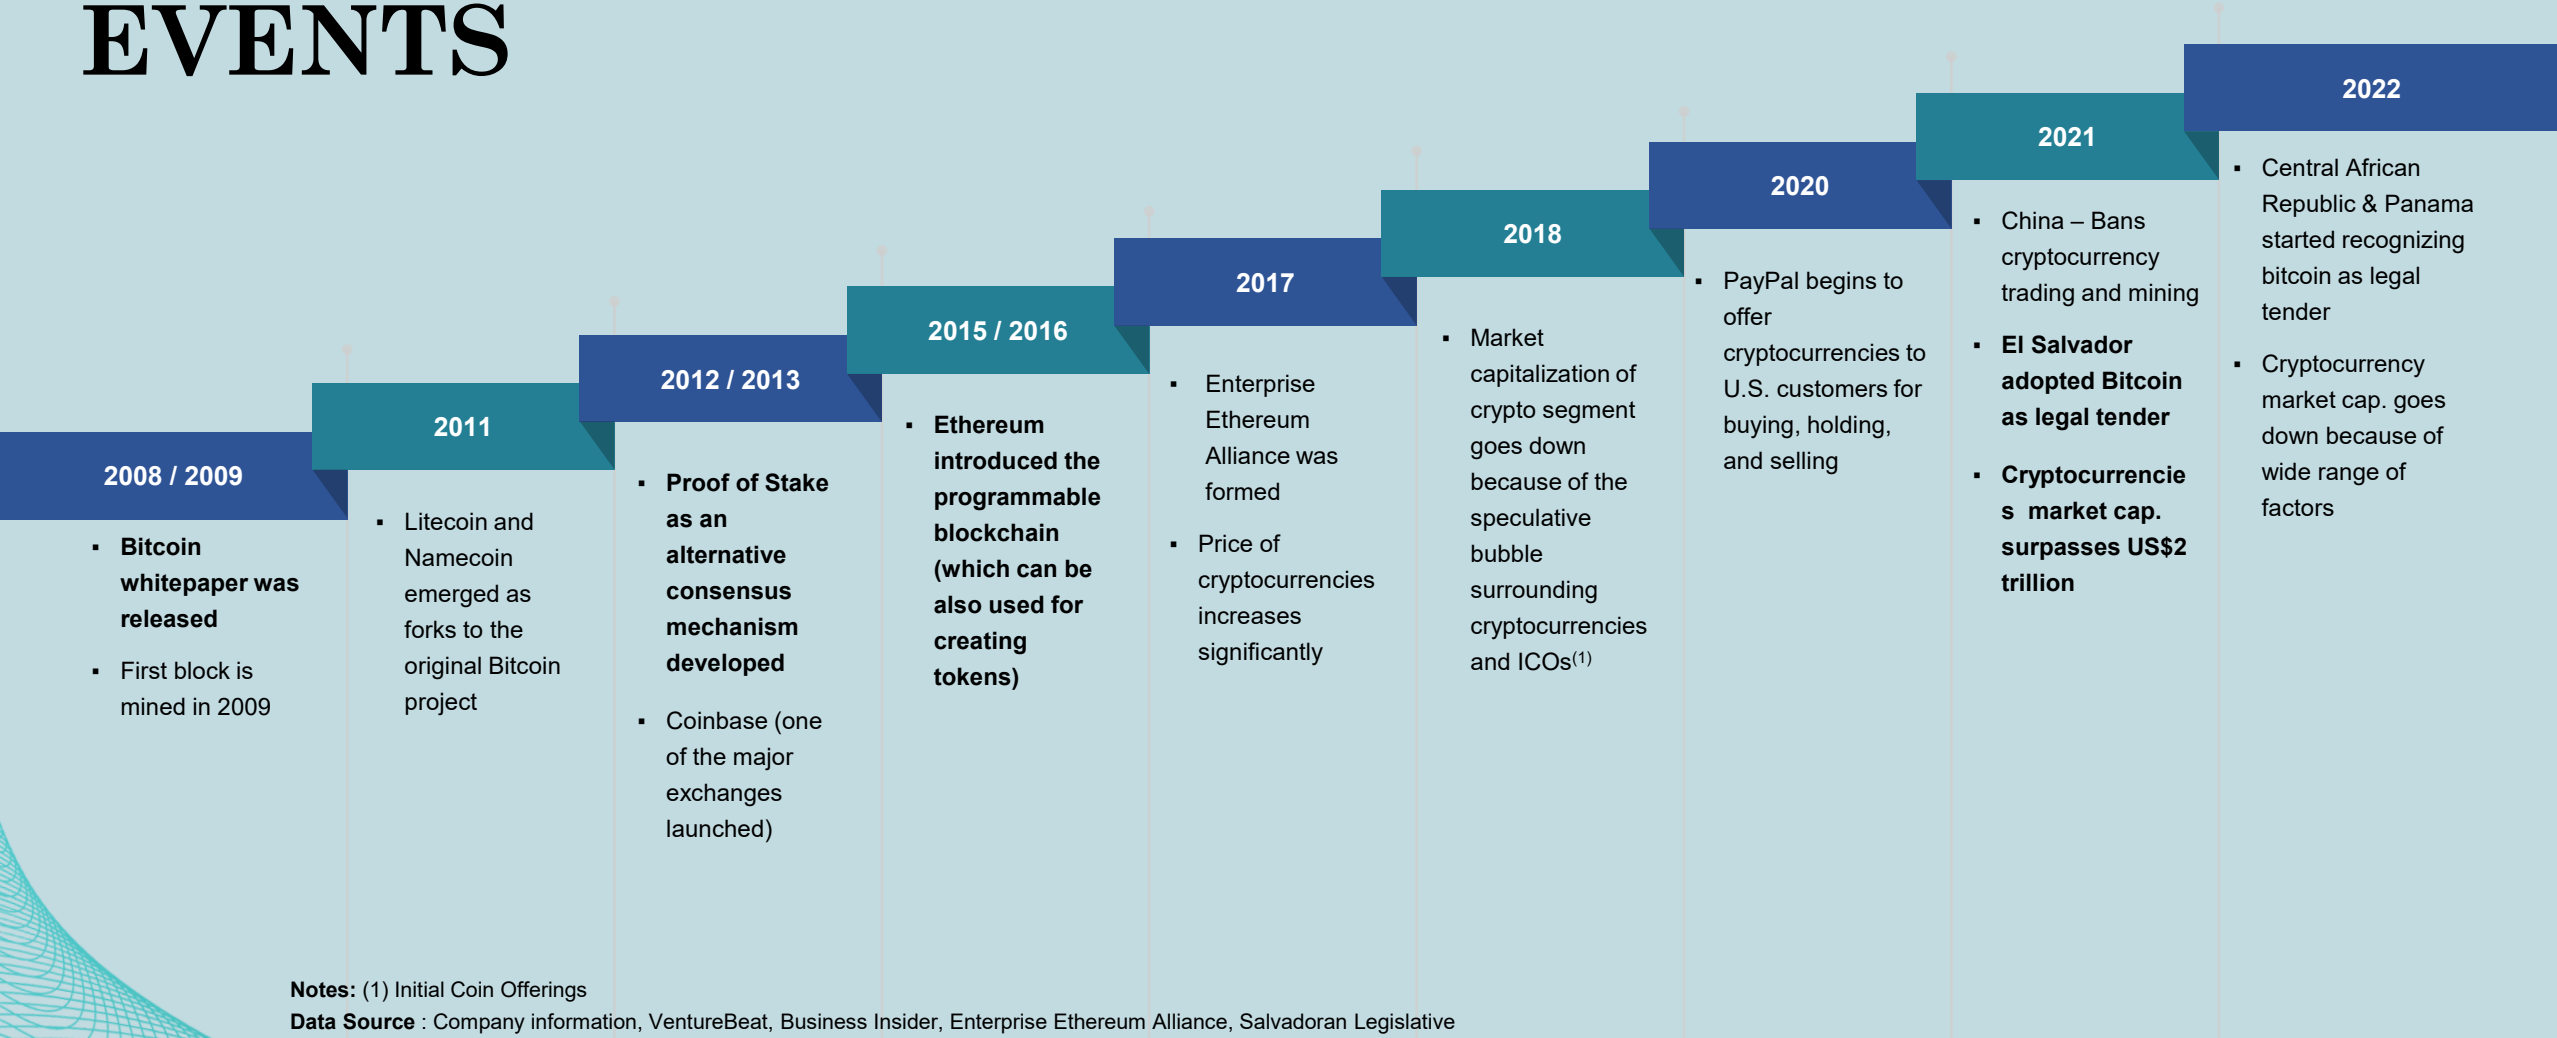 EVENTS
2008 / 2009
▪ Bitcoin
whitepaper was
released
▪ First block is
mined in 2009
2011
▪ Litecoin and
Namecoin
emerged as
forks to the
original Bitcoin
project
2012 / 2013
▪ Proof of Stake
as an
alternative
consensus
mechanism
developed
▪ Coinbase (one
of the major
exchanges
launched)
2015 / 2016
▪ Ethereum
introduced the
programmable
blockchain
(which can be
also used for
creating
tokens)
2017
▪ Enterprise
Ethereum
Alliance was
formed
▪ Price of
cryptocurrencies
increases
significantly
2018
▪ Market
capitalization of
crypto segment
goes down
because of the
speculative
bubble
surrounding
cryptocurrencies
and ICOs(1)
2020
▪ PayPal begins to
offer
cryptocurrencies to
U.S. customers for
buying, holding,
and selling
2021
▪ China – Bans
cryptocurrency
trading and mining
▪ El Salvador
adopted Bitcoin
as legal tender
▪ Cryptocurrencie
s market cap.
surpasses US$2
trillion
2022
▪ Central African
Republic & Panama
started recognizing
bitcoin as legal
tender
▪ Cryptocurrency
market cap. goes
down because of
wide range of
factors
Notes: (1) Initial Coin Offerings
Data Source : Company information, VentureBeat, Business Insider, Enterprise Ethereum Alliance, Salvadoran Legislative